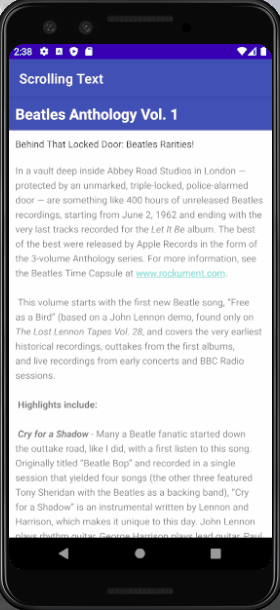 2:38
Scrolling Text
Beatles Anthology Vol. 1
Behind That Locked Door: Beatles Rarities!
In a vault deep inside Abbey Road Studios in London —
protected by an unmarked, triple-locked, police-alarmed
door — are something like 400 hours of unreleased Beatles
recordings, starting from June 2, 1962 and ending with the
very last tracks recorded for the Let It Be album. The best
of the best were released by Apple Records in the form of
the 3-volume Anthology series. For more information, see
the Beatles Time Capsule at www.rockument.com.
This volume starts with the first new Beatle song, “Free
as a Bird” (based on a John Lennon demo, found only on
The Lost Lennon Tapes Vol. 28, and covers the very earliest
historical recordings, outtakes from the first albums,
and live recordings from early concerts and BBC Radio
sessions.
Highlights include:
Cry for a Shadow - Many a Beatle fanatic started down
the outtake road, like I did, with a first listen to this song.
Originally titled “Beatle Bop” and recorded in a single
session that yielded four songs (the other three featured
Tony Sheridan with the Beatles as a backing band), “Cry
for a Shadow” is an instrumental written by Lennon and
Harrison, which makes it unique to this day. John Lennon
plays rhythm guitar, George Harrison plays lead guitar, Paul